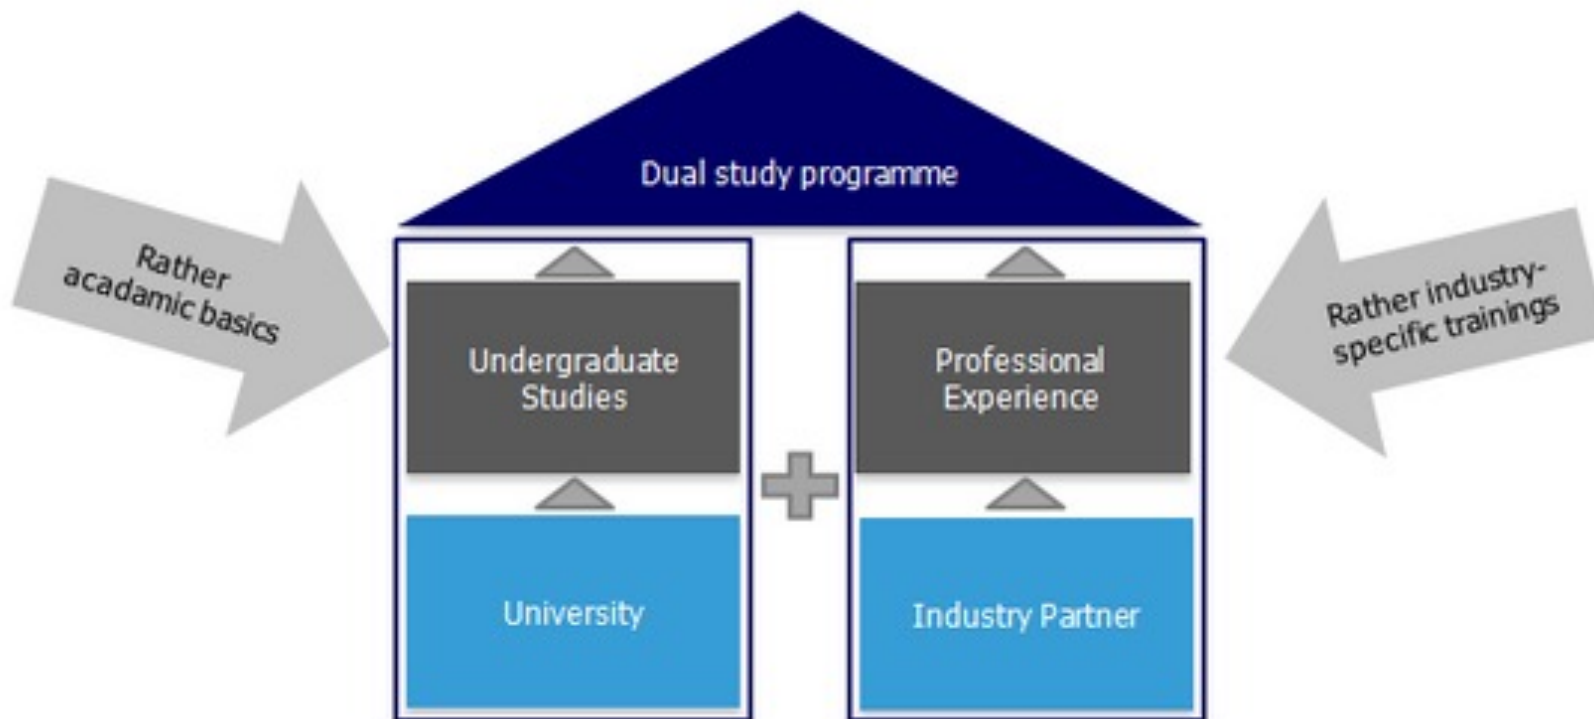 Dual study programme
Rather
acadamic basics
Rather industry-
specific trainings
Undergraduate
Studies
Professional
Experience
University
Industry Partner